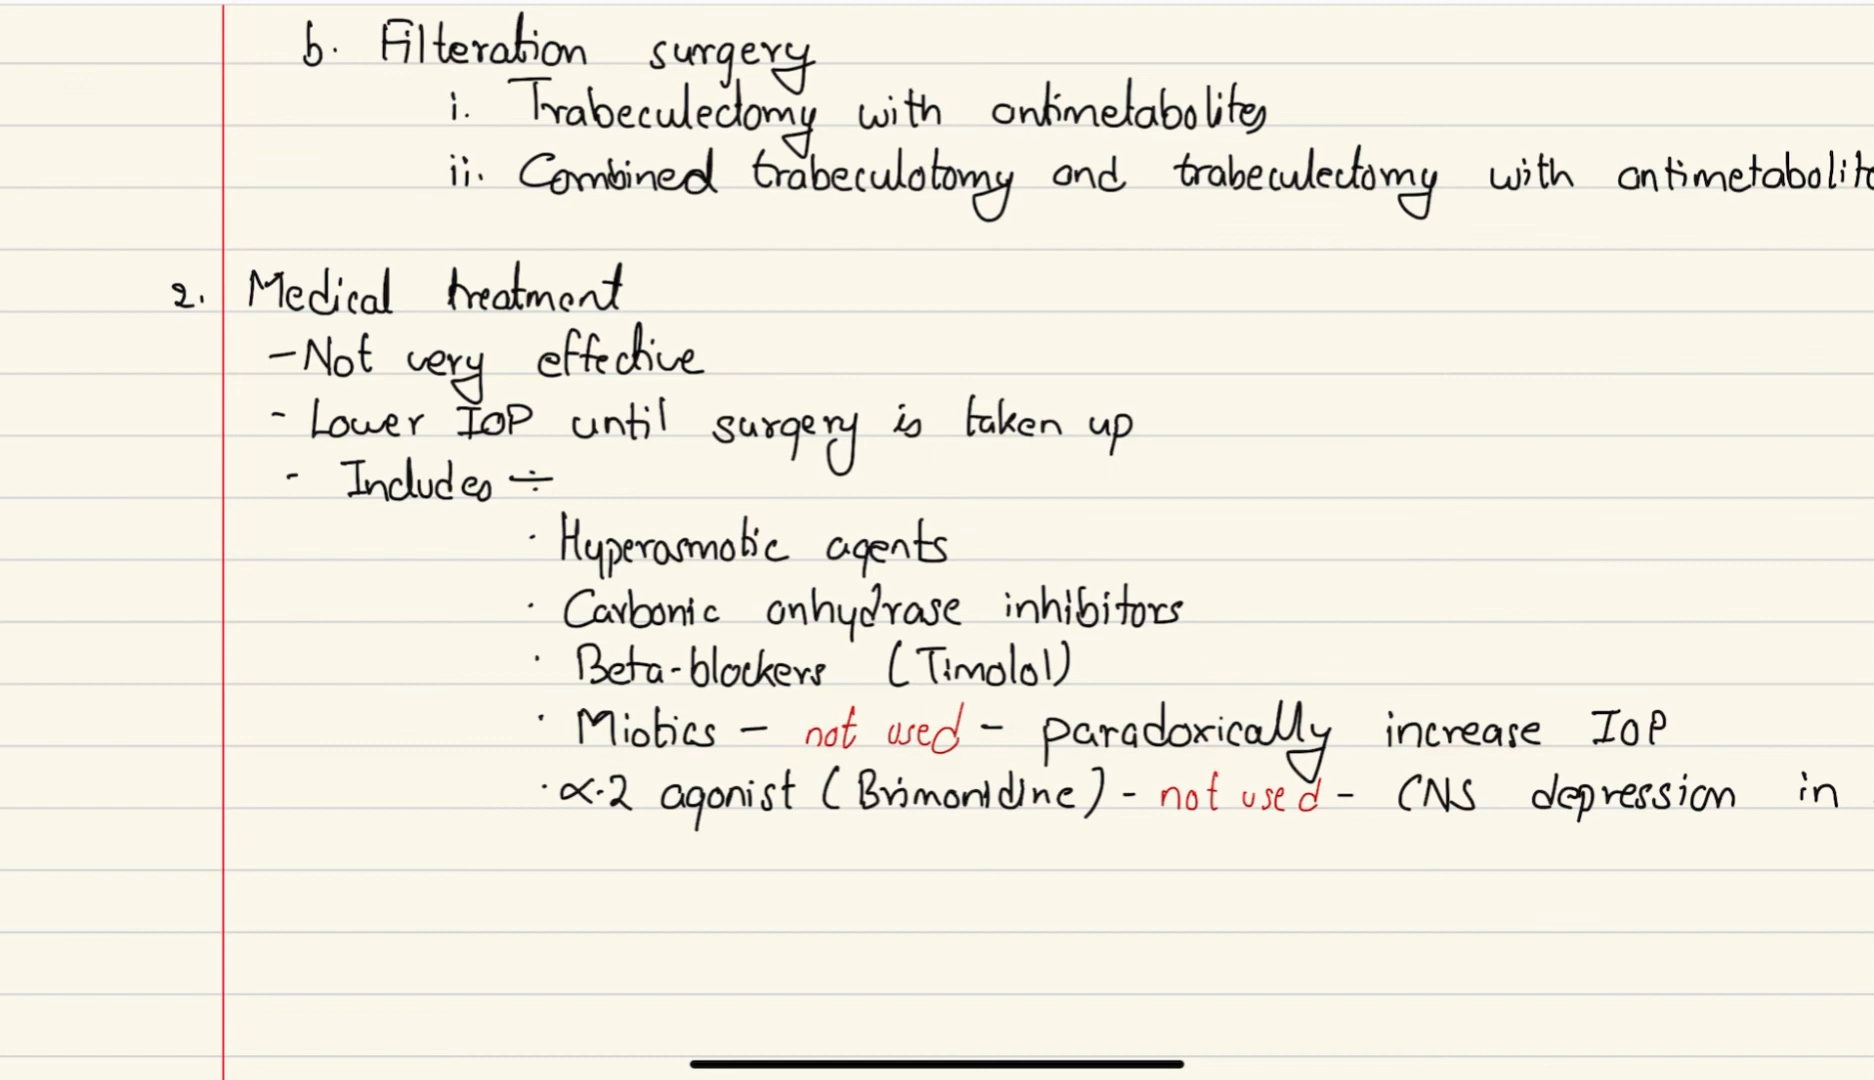 b. Filteration surgery
i. Trabeculectomy with antimetabolites
ii. Combined trabeculotomy and trabeculectomy with antimetabolite
2. Medical treatment
- Not very effective
- Lower IOP until surgery is taken up
- Includes ÷
· Hyperosmotic agents
· Carbonic anhydrase inhibitors
· Beta-blockers (Timolol)
· Miotics - not used - paradoxically increase IOP
· α-2 agonist (Brimonidine) - not used - CNS depression in